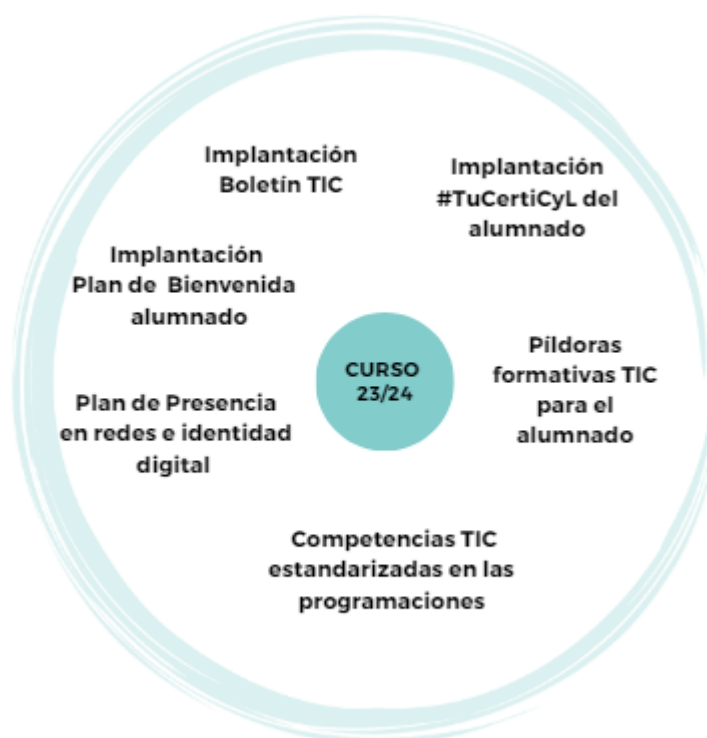 Implantación
Boletín TIC
Implantación
#TuCertiCyL del
alumnado
Implantación
Plan de Bienvenida
alumnado
CURSO
23/24
Píldoras
formativas TIC
para el
alumnado
Plan de Presencia
en redes e identidad
digital
Competencias TIC
estandarizadas en las
programaciones